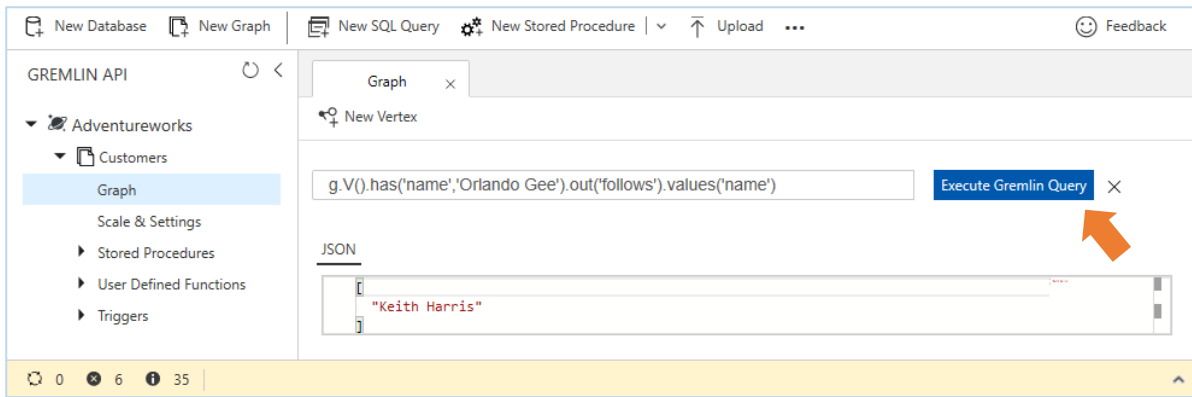 New Database New Graph New SQL Query New Stored Procedure Upload ••• Feedback
GREMLIN API
Adventureworks
Customers
Graph
Scale & Settings
Stored Procedures
User Defined Functions
Triggers
Graph
New Vertex
g.V().has('name','Orlando Gee').out('follows').values('name')
Execute Gremlin Query
JSON
[
"Keith Harris"
]
0 6 35